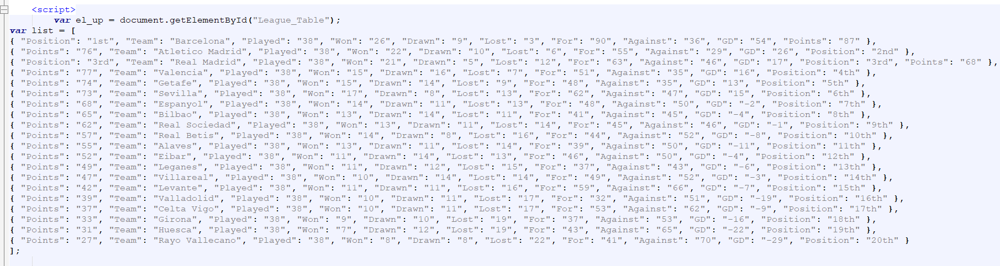 <script>
var el_up = document.getElementById("League_Table");
var list = [
{ "Position": "1st", "Team": "Barcelona", "Played": "38", "Won": "26", "Drawn": "9", "Lost": "3", "For": "90", "Against": "36", "GD": "54", "Points": "87" },
{ "Points": "76", "Team": "Atletico Madrid", "Played": "38", "Won": "22", "Drawn": "10", "Lost": "6", "For": "55", "Against": "29", "GD": "26", "Position": "2nd" },
{ "Position": "3rd", "Team": "Real Madrid", "Played": "38", "Won": "21", "Drawn": "5", "Lost": "12", "For": "63", "Against": "46", "GD": "17", "Position": "3rd", "Points": "68" },
{ "Points": "77", "Team": "Valencia", "Played": "38", "Won": "15", "Drawn": "16", "Lost": "7", "For": "51", "Against": "35", "GD": "16", "Position": "4th" },
{ "Points": "74", "Team": "Getafe", "Played": "38", "Won": "15", "Drawn": "14", "Lost": "9", "For": "48", "Against": "35", "GD": "13", "Position": "5th" },
{ "Points": "73", "Team": "Sevilla", "Played": "38", "Won": "17", "Drawn": "8", "Lost": "13", "For": "62", "Against": "47", "GD": "15", "Position": "6th" },
{ "Points": "68", "Team": "Espanyol", "Played": "38", "Won": "14", "Drawn": "11", "Lost": "13", "For": "48", "Against": "50", "GD": "-2", "Position": "7th" },
{ "Points": "65", "Team": "Bilbao", "Played": "38", "Won": "13", "Drawn": "14", "Lost": "11", "For": "41", "Against": "45", "GD": "-4", "Position": "8th" },
{ "Points": "62", "Team": "Real Sociedad", "Played": "38", "Won": "13", "Drawn": "11", "Lost": "14", "For": "45", "Against": "46", "GD": "-1", "Position": "9th" },
{ "Points": "57", "Team": "Real Betis", "Played": "38", "Won": "14", "Drawn": "8", "Lost": "16", "For": "44", "Against": "52", "GD": "-8", "Position": "10th" },
{ "Points": "55", "Team": "Alaves", "Played": "38", "Won": "13", "Drawn": "11", "Lost": "14", "For": "39", "Against": "50", "GD": "-11", "Position": "11th" },
{ "Points": "52", "Team": "Eibar", "Played": "38", "Won": "11", "Drawn": "14", "Lost": "13", "For": "46", "Against": "50", "GD": "-4", "Position": "12th" },
{ "Points": "49", "Team": "Leganes", "Played": "38", "Won": "11", "Drawn": "12", "Lost": "15", "For": "37", "Against": "43", "GD": "-6", "Position": "13th" },
{ "Points": "47", "Team": "Villareal", "Played": "38", "Won": "10", "Drawn": "14", "Lost": "14", "For": "49", "Against": "52", "GD": "-3", "Position": "14th" },
{ "Points": "42", "Team": "Levante", "Played": "38", "Won": "11", "Drawn": "11", "Lost": "16", "For": "59", "Against": "66", "GD": "-7", "Position": "15th" },
{ "Points": "39", "Team": "Valladolid", "Played": "38", "Won": "10", "Drawn": "11", "Lost": "17", "For": "32", "Against": "51", "GD": "-19", "Position": "16th" },
{ "Points": "37", "Team": "Celta Vigo", "Played": "38", "Won": "10", "Drawn": "11", "Lost": "17", "For": "53", "Against": "62", "GD": "-9", "Position": "17th" },
{ "Points": "33", "Team": "Girona", "Played": "38", "Won": "9", "Drawn": "10", "Lost": "19", "For": "37", "Against": "53", "GD": "-16", "Position": "18th" },
{ "Points": "31", "Team": "Huesca", "Played": "38", "Won": "7", "Drawn": "12", "Lost": "19", "For": "43", "Against": "65", "GD": "-22", "Position": "19th" },
{ "Points": "27", "Team": "Rayo Vallecano", "Played": "38", "Won": "8", "Drawn": "8", "Lost": "22", "For": "41", "Against": "70", "GD": "-29", "Position": "20th" }
];